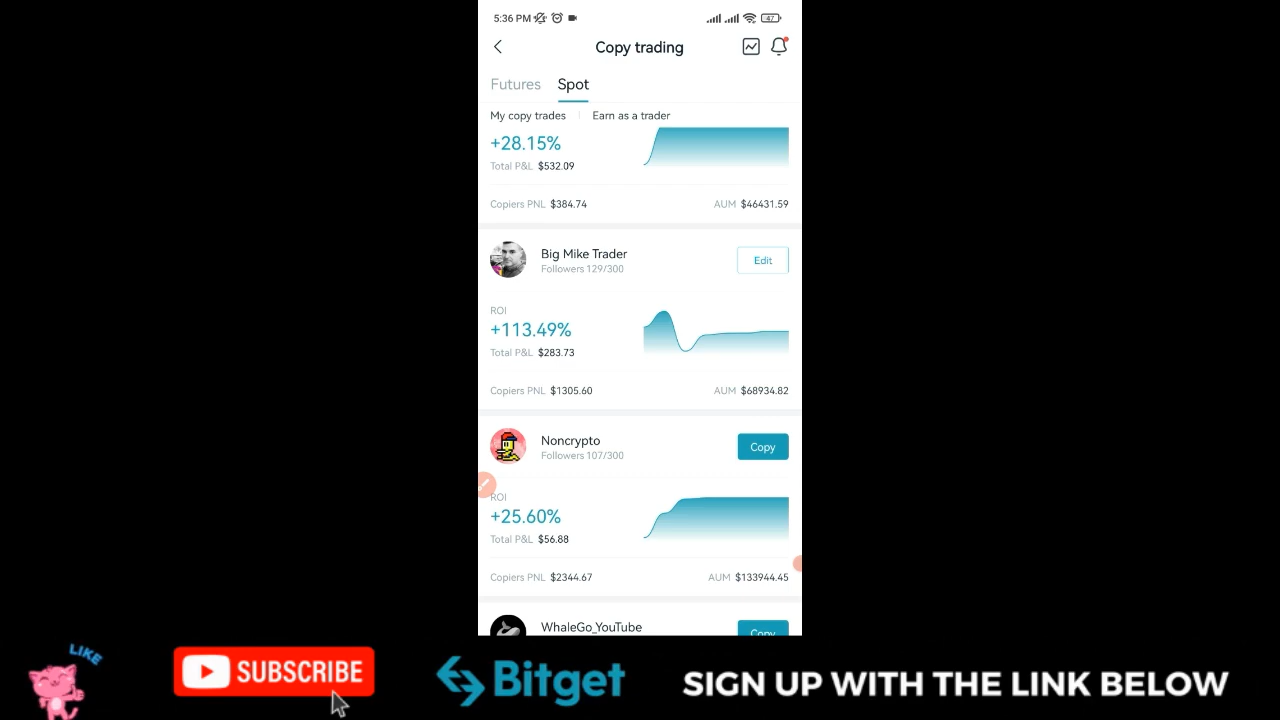 5:36 PM
47
Copy trading
Futures Spot
My copy trades Earn as a trader
+28.15%
Total P&L $532.09
Copiers PNL $384.74 AUM $46431.59
Big Mike Trader
Followers 129/300
Edit
ROI
+113.49%
Total P&L $283.73
Copiers PNL $1305.60 AUM $68934.82
Noncrypto
Followers 107/300
Copy
ROI
+25.60%
Total P&L $56.88
Copiers PNL $2344.67 AUM $133944.45
WhaleGo_YouTube
Copy
LIKE
SUBSCRIBE
Bitget
SIGN UP WITH THE LINK BELOW